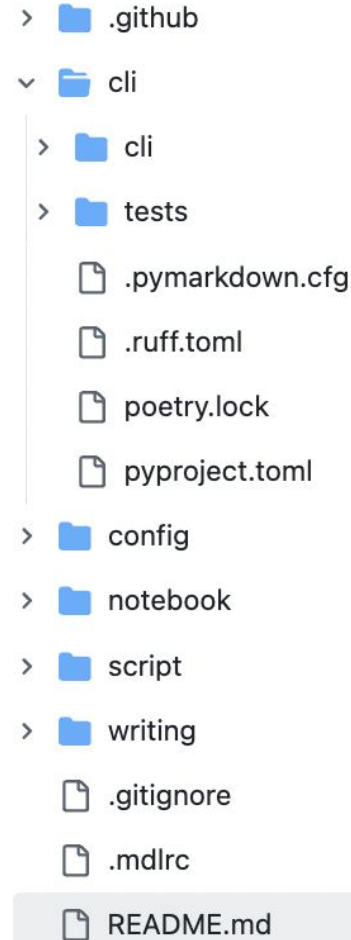 .github
cli
cli
tests
.pymarkdown.cfg
.ruff.toml
poetry.lock
pyproject.toml
config
notebook
script
writing
.gitignore
.mdlrc
README.md